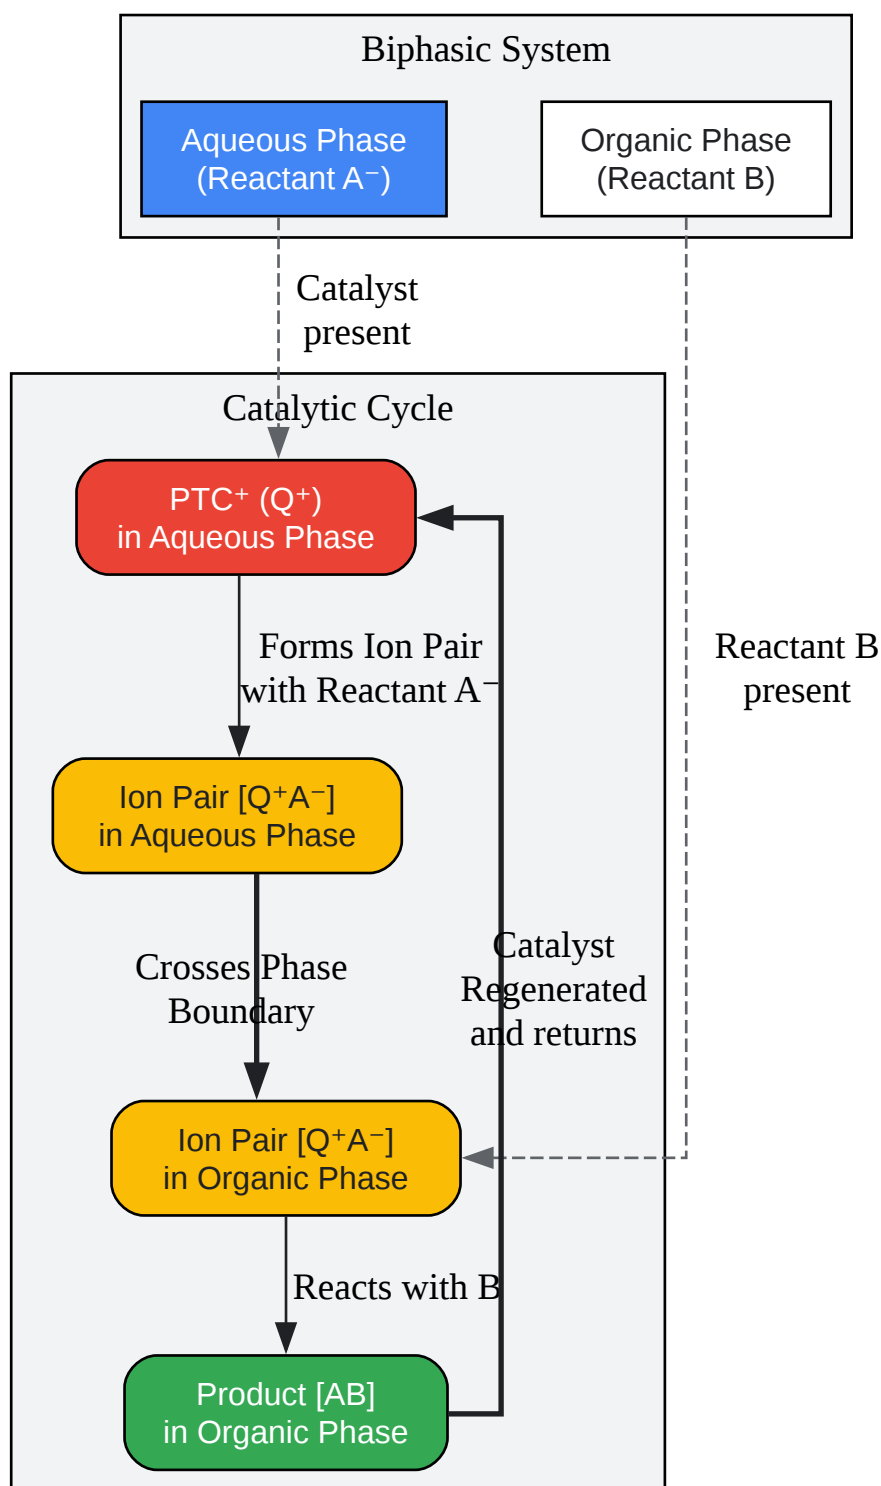 Biphasic System
Aqueous Phase
(Reactant A⁻)
Organic Phase
(Reactant B)
Catalyst
present
Catalytic Cycle
PTC⁺ (Q⁺)
in Aqueous Phase
Forms Ion Pair
with Reactant A⁻
Reactant B
present
Ion Pair [Q⁺A⁻]
in Aqueous Phase
Crosses Phase
Boundary
Catalyst
Regenerated
and returns
Ion Pair [Q⁺A⁻]
in Organic Phase
Reacts with B
Product [AB]
in Organic Phase